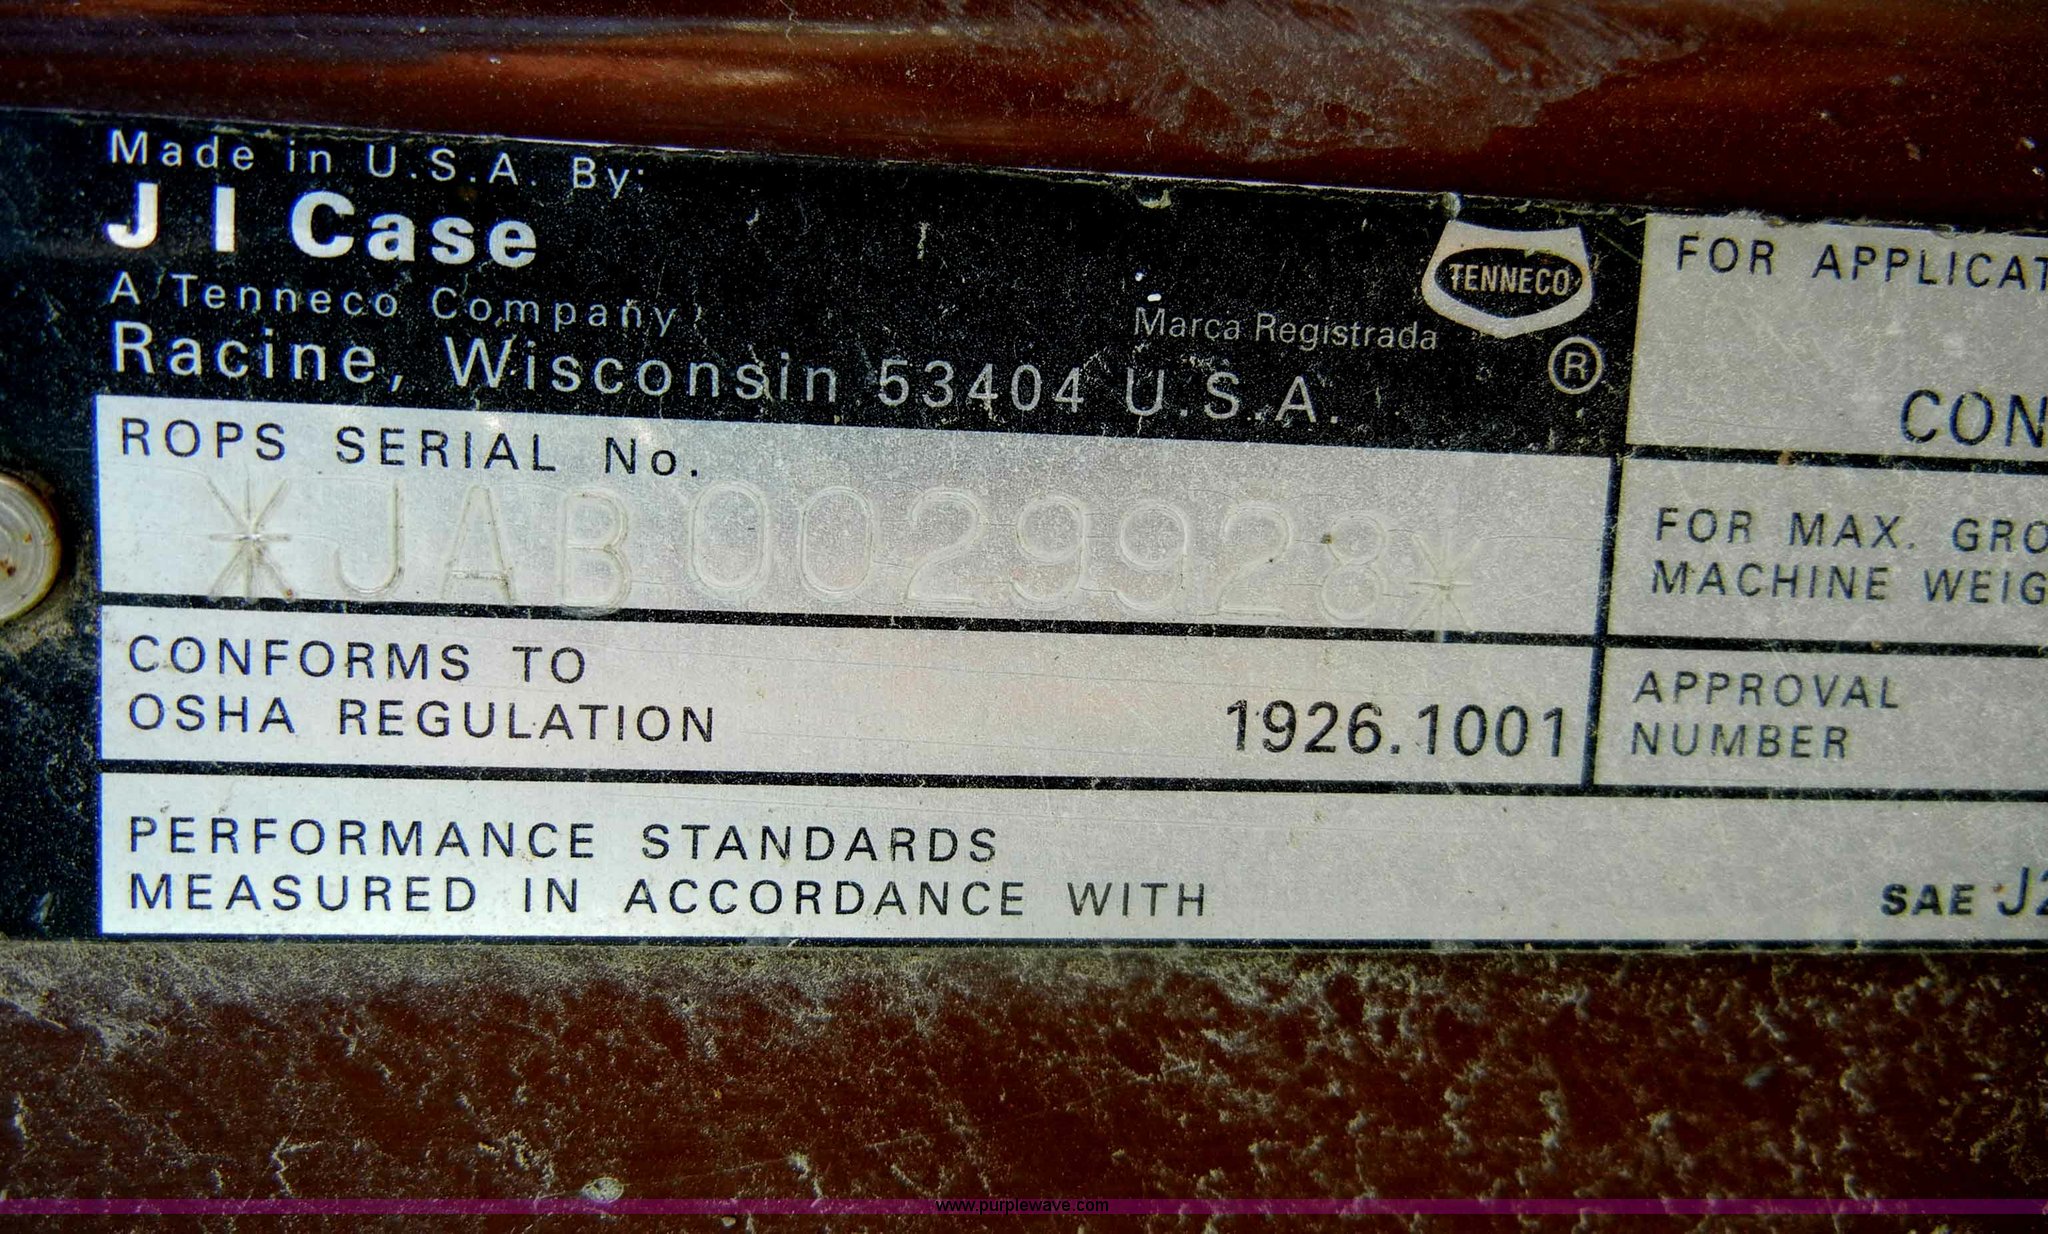 Made in U.S.A. By:
J I Case
A Tenneco Company
Racine, Wisconsin 53404 U.S.A.
Marca Registrada
TENNECO
®
ROPS SERIAL No.
*JAB0029928*
CONFORMS TO
OSHA REGULATION 1926.1001
PERFORMANCE STANDARDS
MEASURED IN ACCORDANCE WITH
SAE J2
FOR APPLICAT
CON
FOR MAX. GRO
MACHINE WEIG
APPROVAL
NUMBER
www.purplewave.com